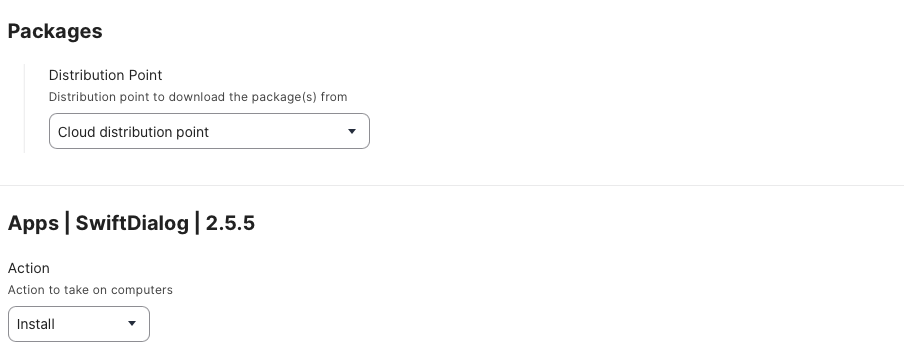 Packages
Distribution Point
Distribution point to download the package(s) from
Cloud distribution point
Apps | SwiftDialog | 2.5.5
Action
Action to take on computers
Install